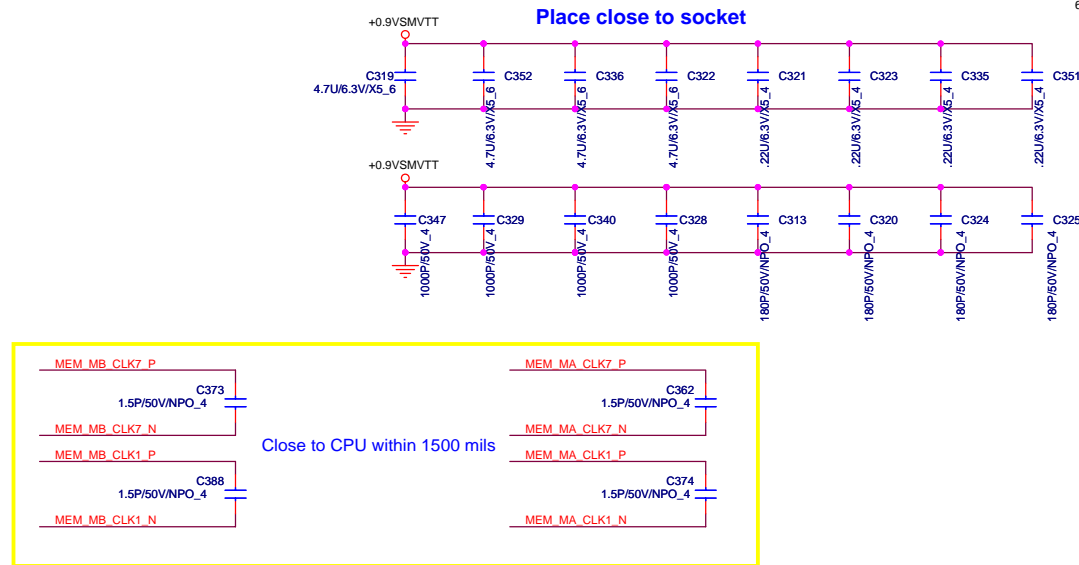 6
Place close to socket
+0.9VSMVTT
C319
C352
C336
C322
C321
C323
C335
C351
4.7U/6.3V/X5_6
4.7U/6.3V/X5_6
4.7U/6.3V/X5_6
4.7U/6.3V/X5_6
.22U/6.3V/X5_4
.22U/6.3V/X5_4
.22U/6.3V/X5_4
.22U/6.3V/X5_4
+0.9VSMVTT
C347
C329
C340
C328
C313
C320
C324
C325
1000P/50V_4
1000P/50V_4
1000P/50V_4
1000P/50V_4
180P/50V/NPO_4
180P/50V/NPO_4
180P/50V/NPO_4
180P/50V/NPO_4
MEM_MB_CLK7_P
C373
1.5P/50V/NPO_4
MEM_MB_CLK7_N
MEM_MB_CLK1_P
C388
1.5P/50V/NPO_4
MEM_MB_CLK1_N
Close to CPU within 1500 mils
MEM_MA_CLK7_P
C362
1.5P/50V/NPO_4
MEM_MA_CLK7_N
MEM_MA_CLK1_P
C374
1.5P/50V/NPO_4
MEM_MA_CLK1_N